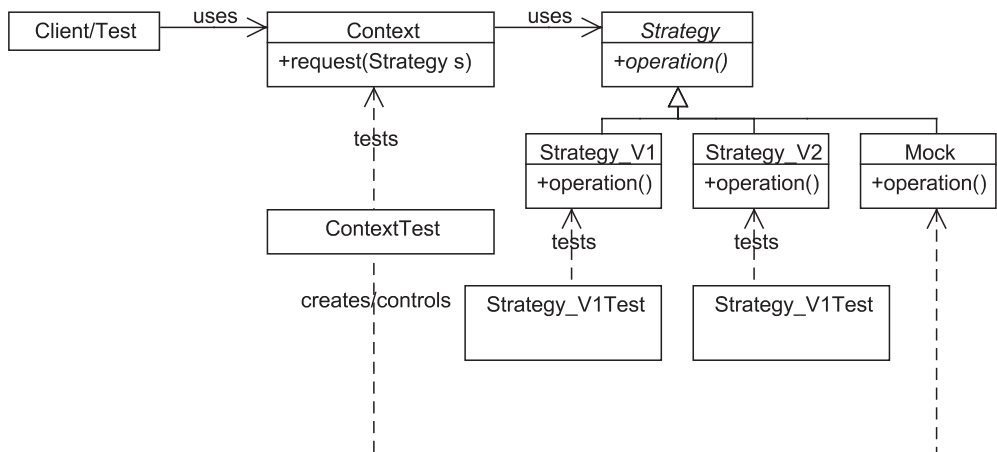 uses
uses
Client/Test
Context
Strategy
+request(Strategy s)
+operation()
tests
Strategy_V1
Strategy_V2
Mock
+operation()
+operation()
+operation()
ContextTest
tests
tests
creates/controls
Strategy_V1Test
Strategy_V1Test